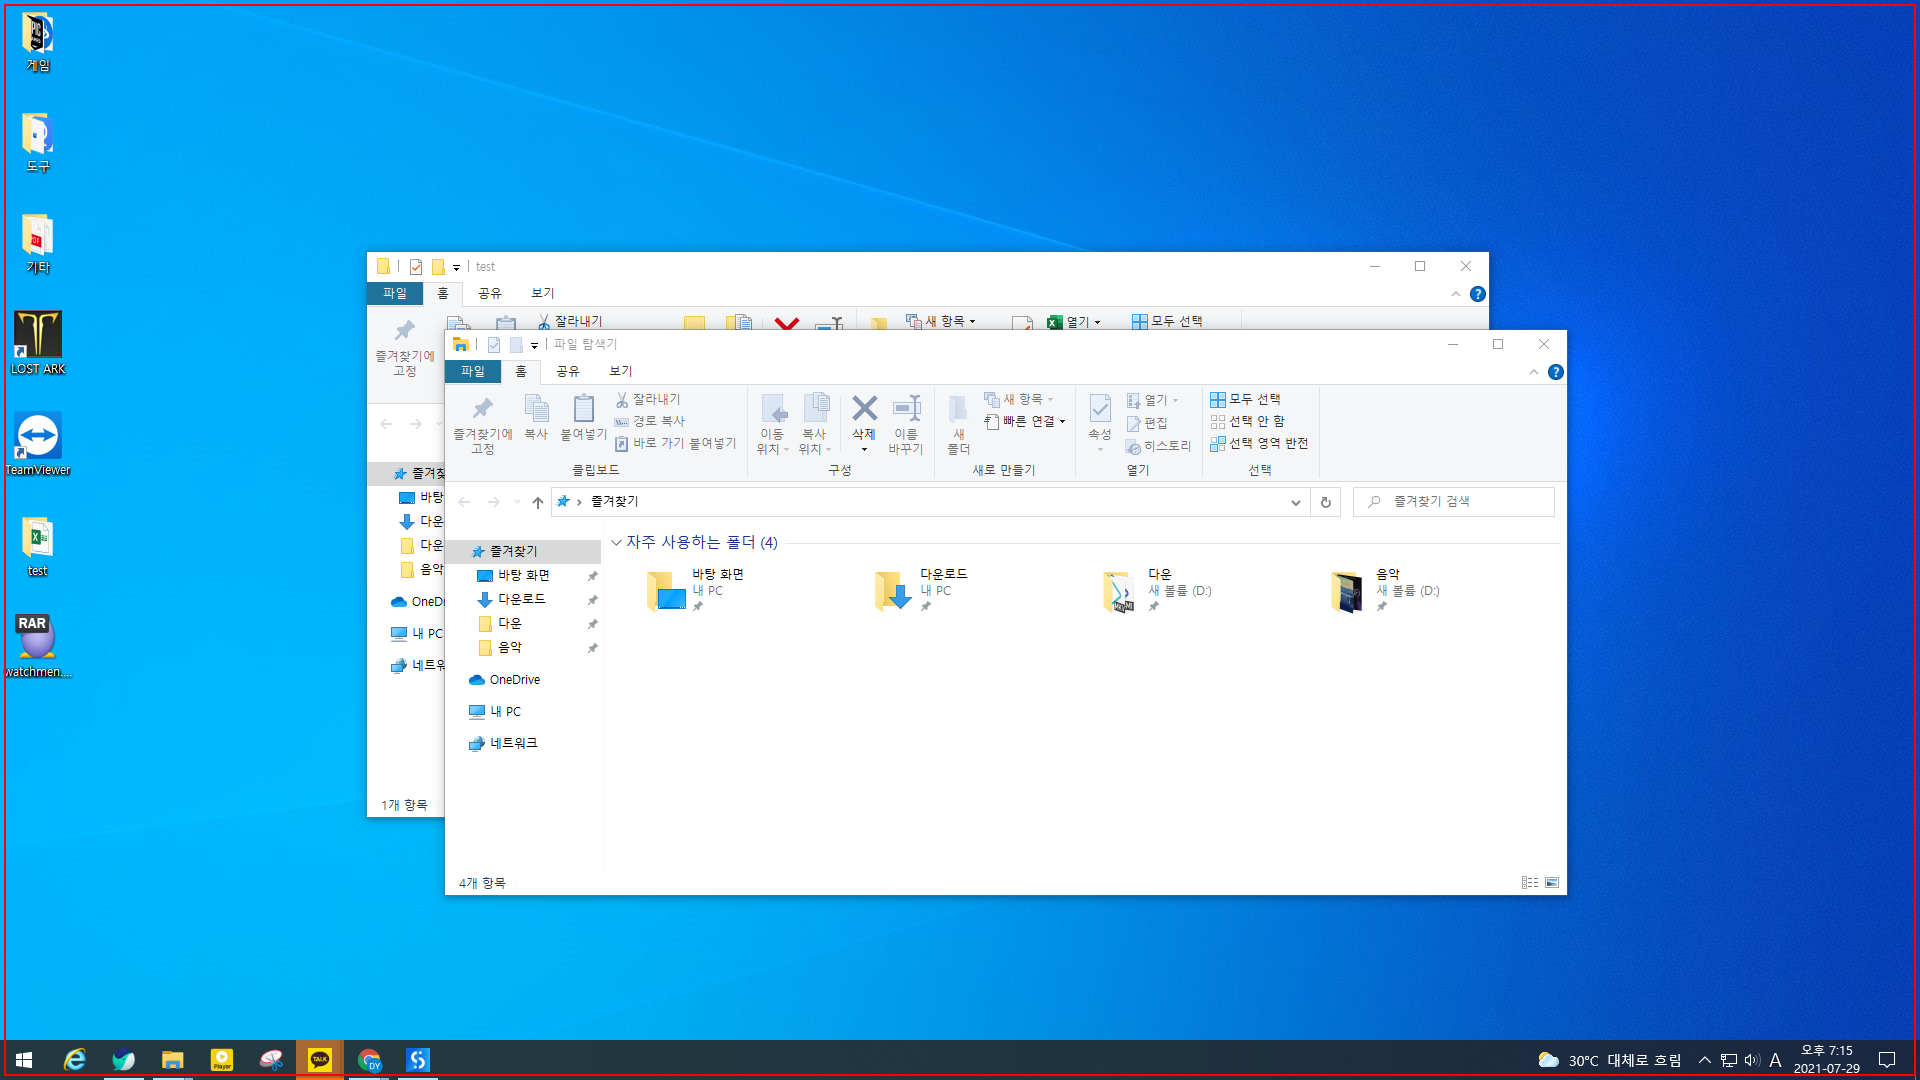 게임
도구
기타
LOST ARK
TeamViewer
test
RAR
watchmen....
test
파일 홈 공유 보기
즐겨찾기에
고정
잘라내기
새 항목
열기
모두 선택
즐겨찾
바탕
다운
다운
음악
OneDri
내 PC
네트워
1개 항목
파일 탐색기
파일 홈 공유 보기
즐겨찾기에
고정
복사
붙여넣기
잘라내기
경로 복사
바로 가기 붙여넣기
클립보드
이동
위치
복사
위치
삭제
이름
바꾸기
구성
새
폴더
새 항목
빠른 연결
새로 만들기
속성
열기
편집
히스토리
열기
모두 선택
선택 안 함
선택 영역 반전
선택
즐겨찾기
즐겨찾기 검색
즐겨찾기
바탕 화면
다운로드
다운
음악
OneDrive
내 PC
네트워크
자주 사용하는 폴더 (4)
바탕 화면
내 PC
다운로드
내 PC
다운
새 볼륨 (D:)
음악
새 볼륨 (D:)
4개 항목
Player
TALK
DY
30°C 대체로 흐림
A
오후 7:15
2021-07-29